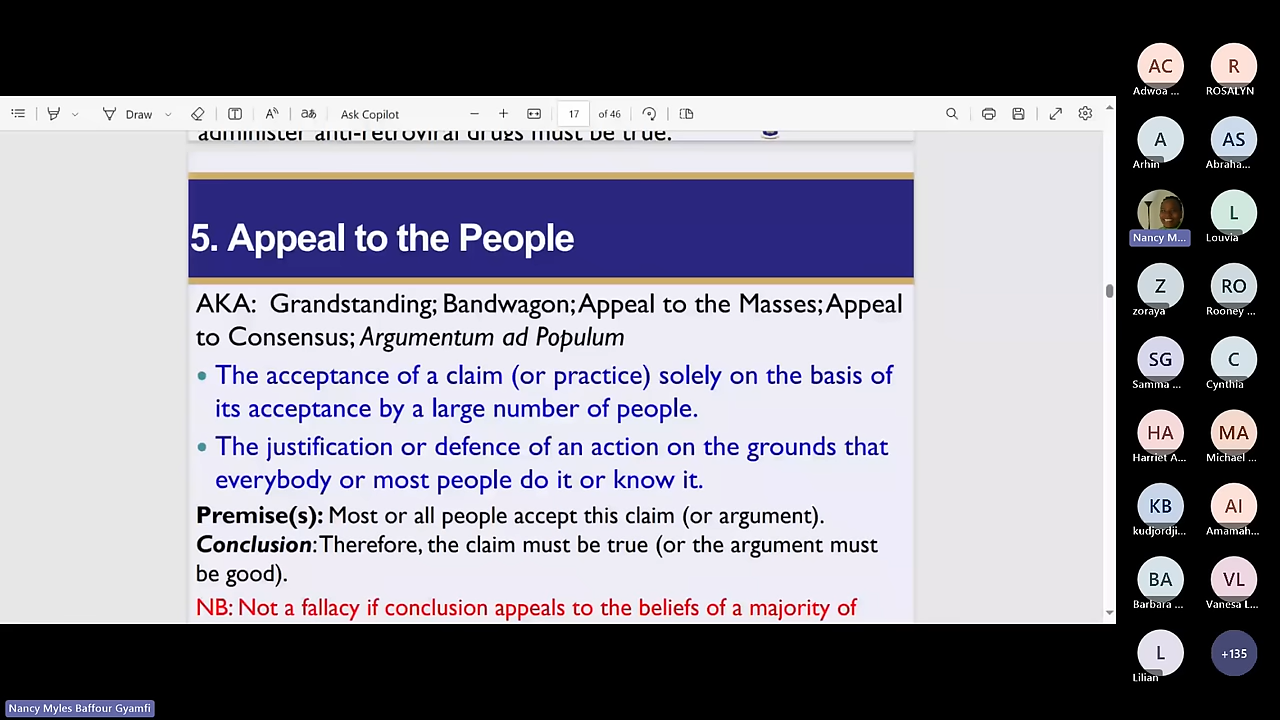 Draw
Ask Copilot
17
of 46
administer anti-retroviral drugs must be true.
5. Appeal to the People
AKA: Grandstanding; Bandwagon; Appeal to the Masses; Appeal
to Consensus; Argumentum ad Populum
• The acceptance of a claim (or practice) solely on the basis of
its acceptance by a large number of people.
• The justification or defence of an action on the grounds that
everybody or most people do it or know it.
Premise(s): Most or all people accept this claim (or argument).
Conclusion: Therefore, the claim must be true (or the argument must
be good).
NB: Not a fallacy if conclusion appeals to the beliefs of a majority of
AC
Adwoa ...
R
ROSALYN
A
Arhin
AS
Abraha...
Nancy M...
L
Louvia
Z
zoraya
RO
Rooney ...
SG
Samma ...
C
Cynthia
HA
Harriet A...
MA
Michael ...
KB
kudjordji...
AI
Amamah...
BA
Barbara ...
VL
Vanesa L...
L
Lilian
+135
Nancy Myles Baffour Gyamfi